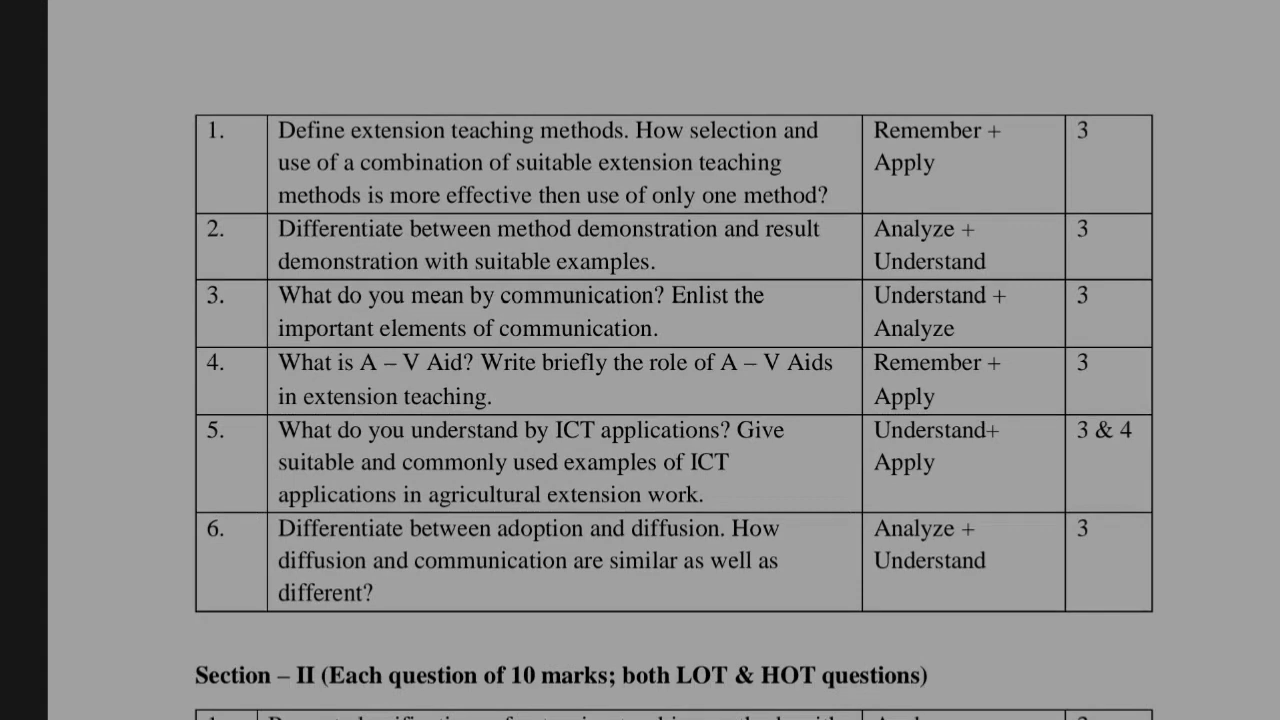 1. Define extension teaching methods. How selection and Remember + 3
use of a combination of suitable extension teaching Apply
methods is more effective then use of only one method?
2. Differentiate between method demonstration and result Analyze + 3
demonstration with suitable examples. Understand
3. What do you mean by communication? Enlist the Understand + 3
important elements of communication. Analyze
4. What is A – V Aid? Write briefly the role of A – V Aids Remember + 3
in extension teaching. Apply
5. What do you understand by ICT applications? Give Understand+ 3 & 4
suitable and commonly used examples of ICT Apply
applications in agricultural extension work.
6. Differentiate between adoption and diffusion. How Analyze + 3
diffusion and communication are similar as well as Understand
different?
Section – II (Each question of 10 marks; both LOT & HOT questions)